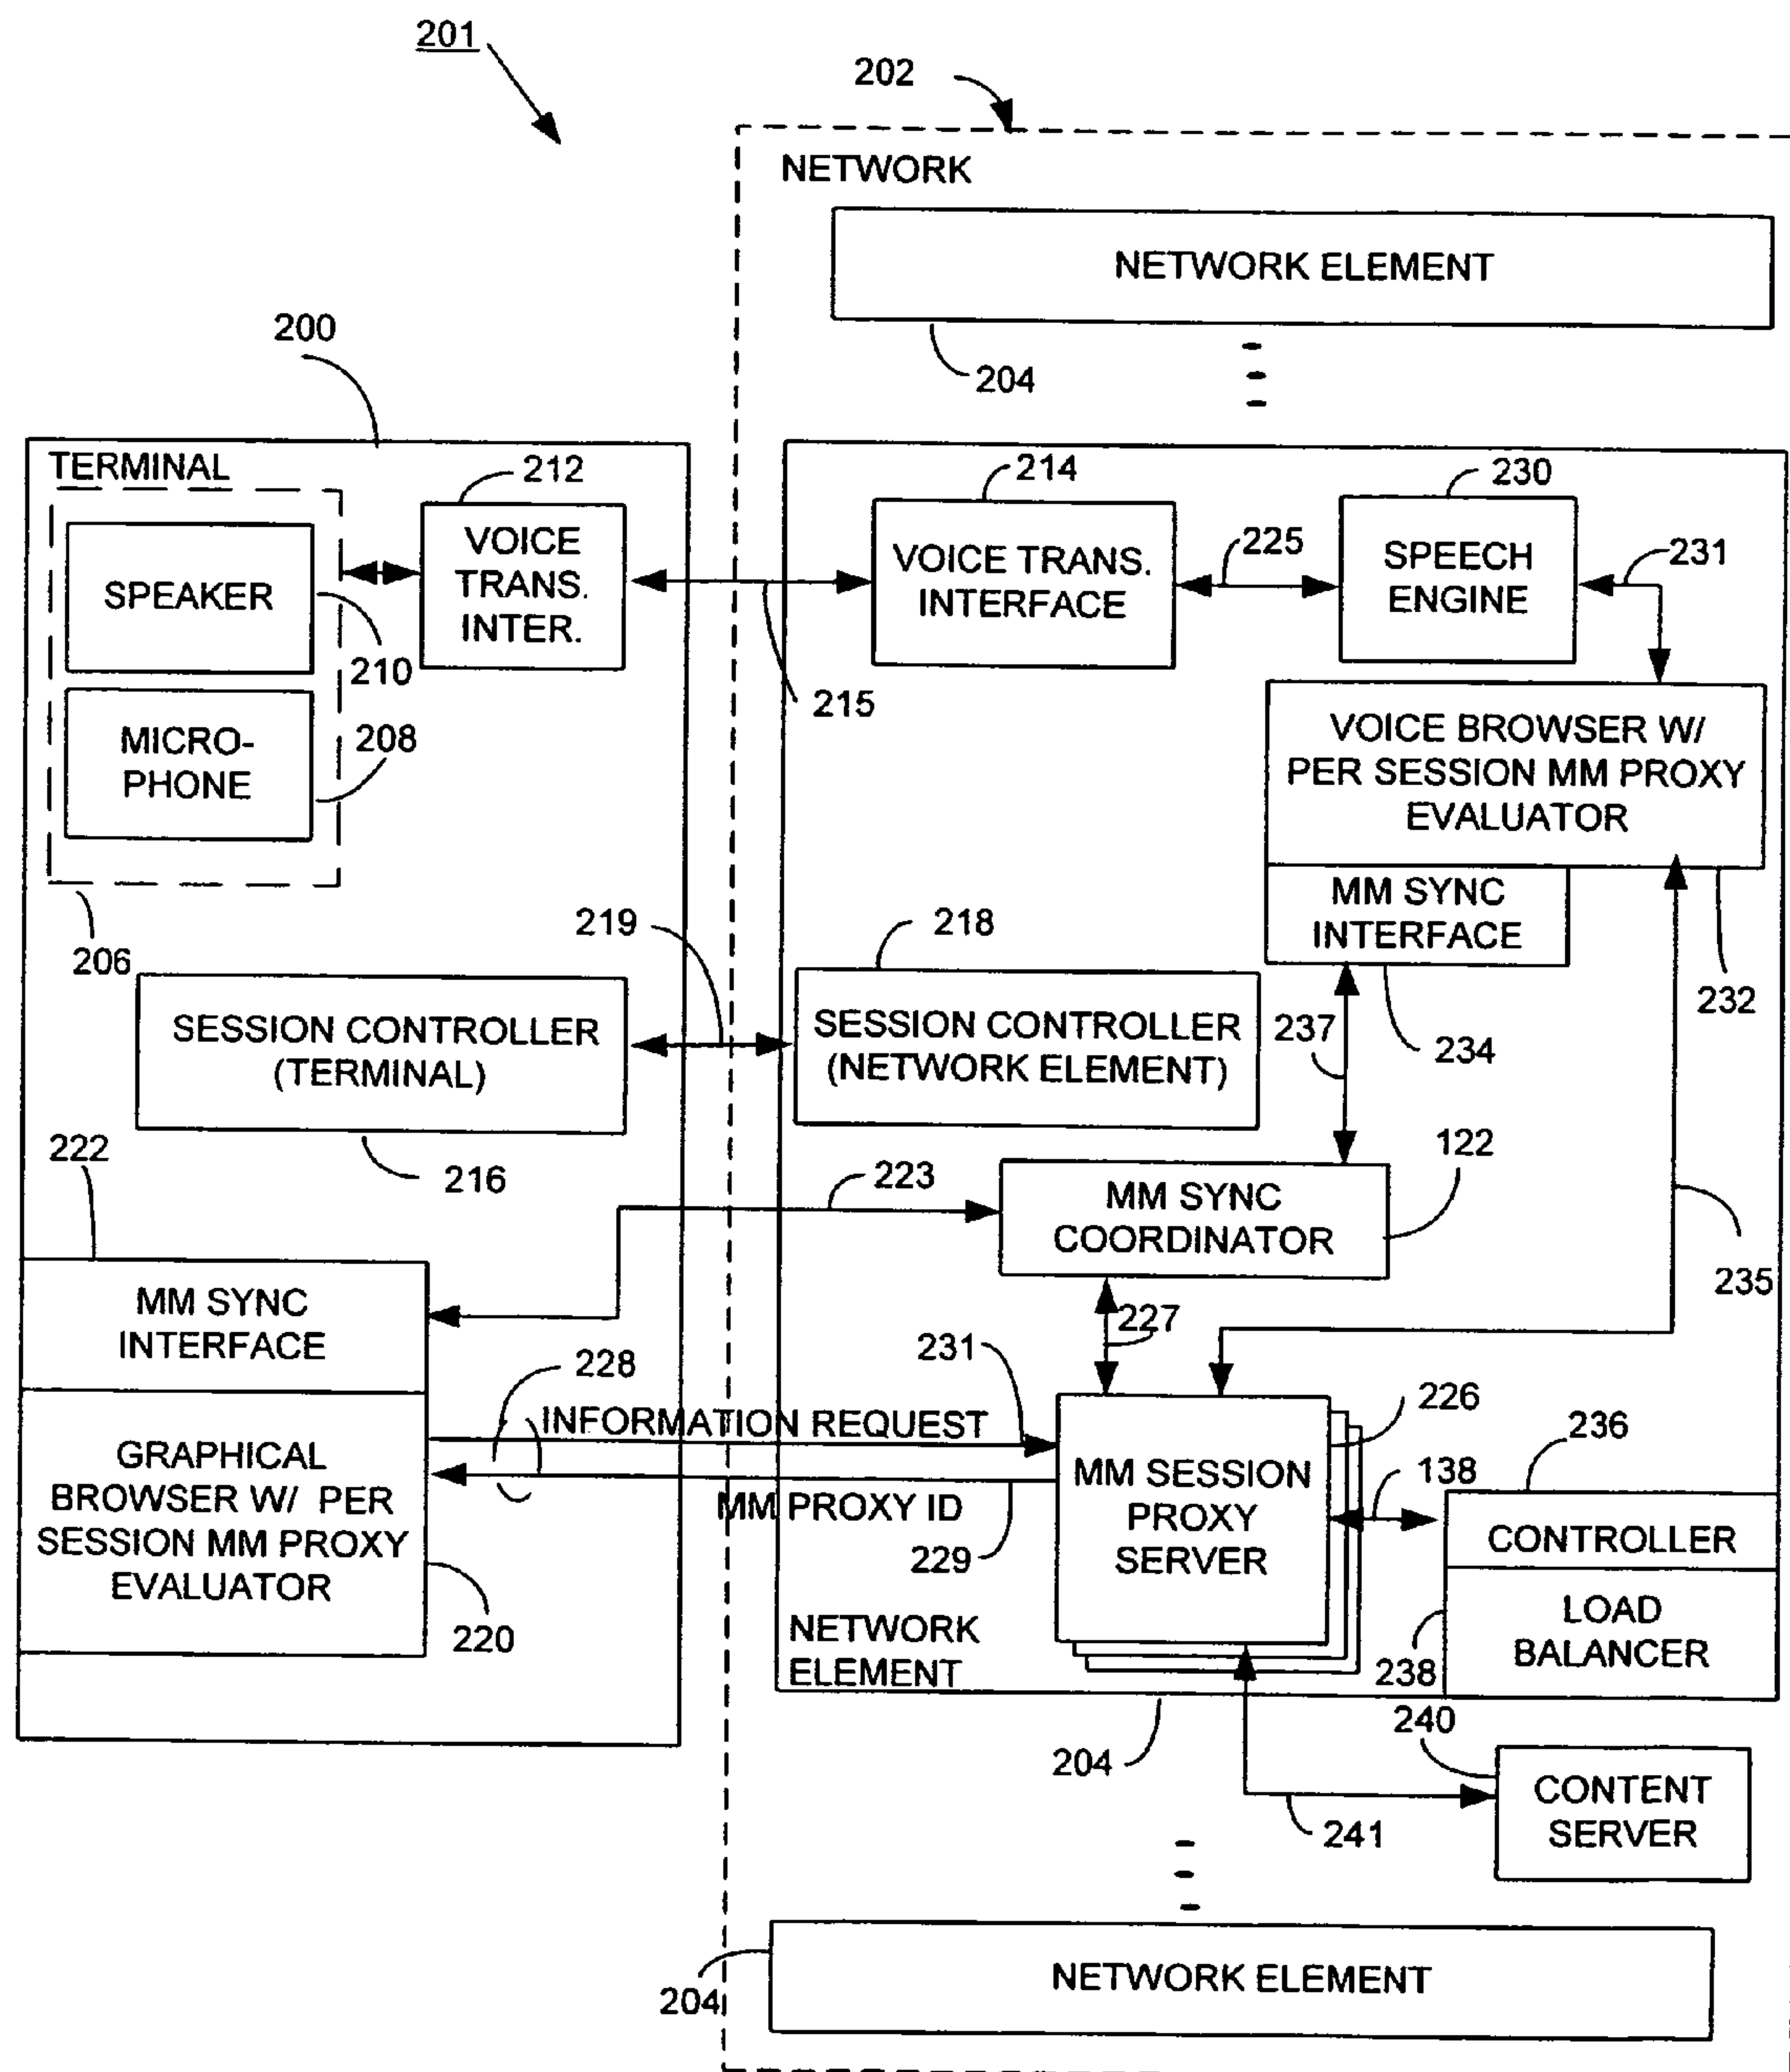 201
202
NETWORK
NETWORK ELEMENT
204
200
TERMINAL
212
214
230
SPEAKER
210
VOICE
TRANS.
INTER.
215
VOICE TRANS.
INTERFACE
225
SPEECH
ENGINE
231
MICRO-
PHONE
208
206
VOICE BROWSER W/
PER SESSION MM PROXY
EVALUATOR
232
MM SYNC
INTERFACE
234
219
218
SESSION CONTROLLER
(TERMINAL)
216
SESSION CONTROLLER
(NETWORK ELEMENT)
237
222
223
MM SYNC
COORDINATOR
122
235
MM SYNC
INTERFACE
227
228
231
INFORMATION REQUEST
226
GRAPHICAL
BROWSER W/ PER
SESSION MM PROXY
EVALUATOR
220
MM PROXY ID
229
MM SESSION
PROXY
SERVER
138
236
CONTROLLER
LOAD
BALANCER
238
NETWORK
ELEMENT
204
240
CONTENT
SERVER
241
NETWORK ELEMENT
204